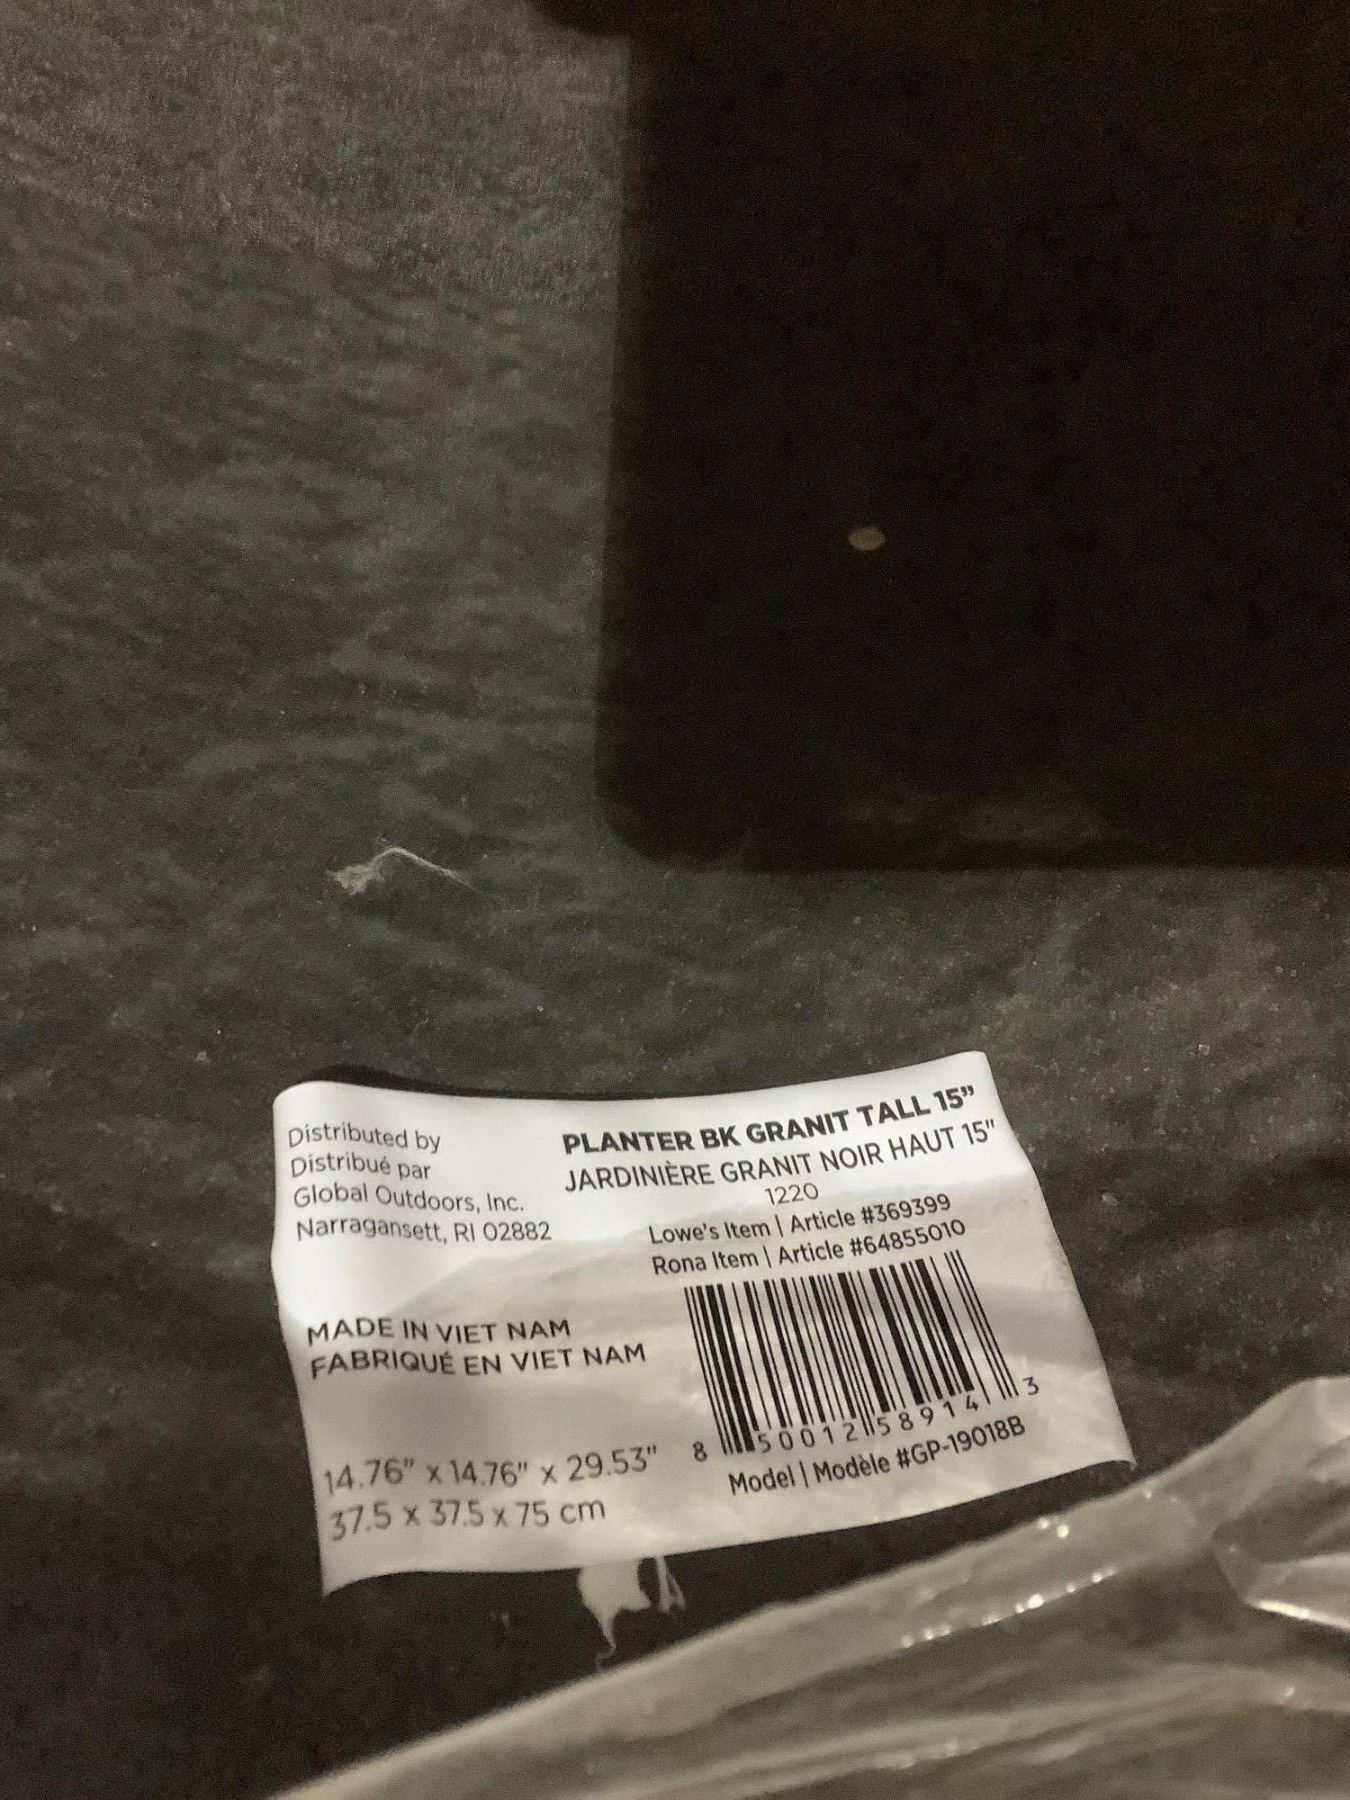 Distributed by
Distribué par
Global Outdoors, Inc.
Narragansett, RI 02882
PLANTER BK GRANIT TALL 15”
JARDINIÈRE GRANIT NOIR HAUT 15"
1220
Lowe's Item | Article #369399
Rona Item | Article #64855010
MADE IN VIET NAM
FABRIQUÉ EN VIET NAM
8 50012 58914 3
Model | Modèle #GP-19018B
14.76" x 14.76" x 29.53"
37.5 x 37.5 x 75 cm